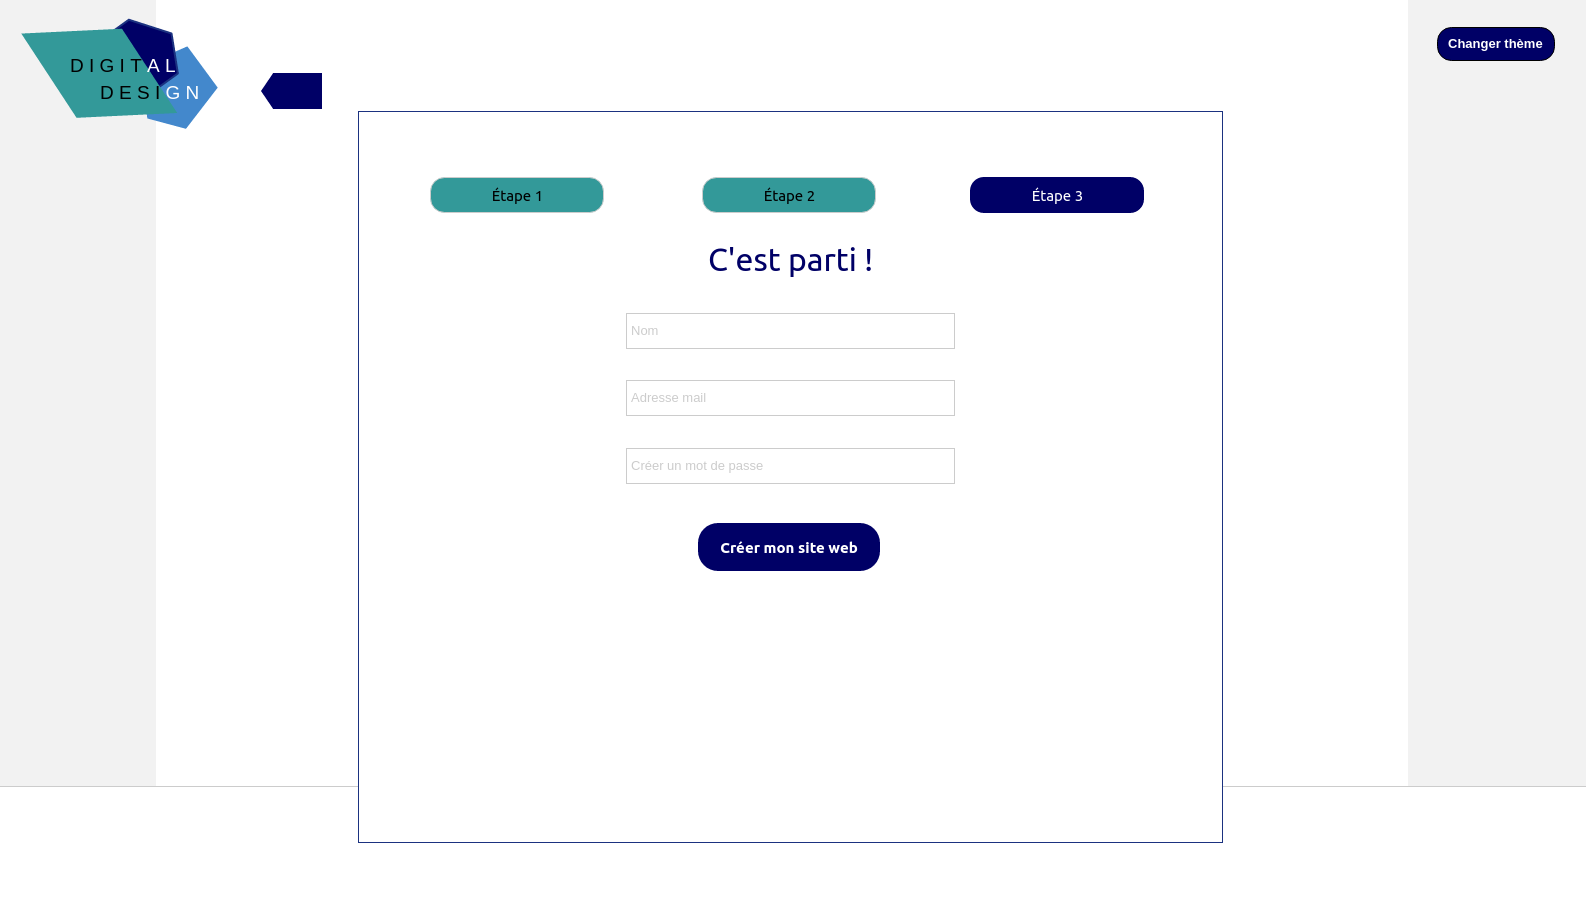 DIGITAL
DESIGN
Changer thème
Étape 1
Étape 2
Étape 3
C'est parti !
Nom
Adresse mail
Créer un mot de passe
Créer mon site web